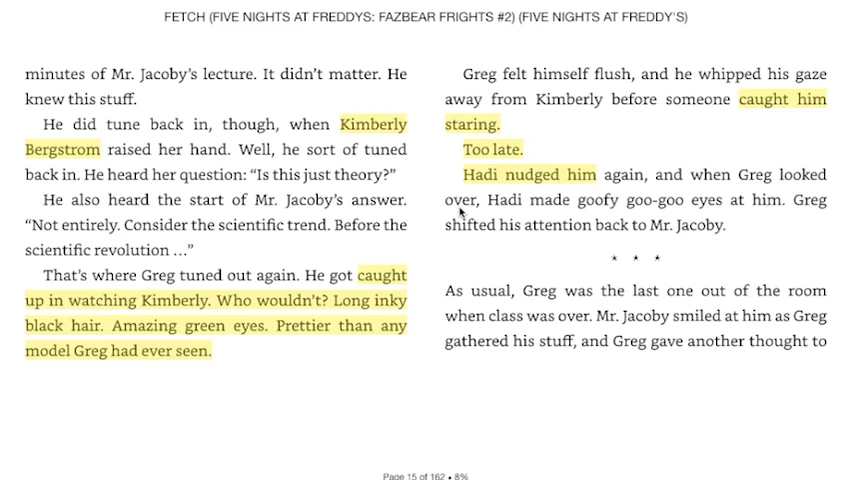 FETCH (FIVE NIGHTS AT FREDDYS: FAZBEAR FRIGHTS #2) (FIVE NIGHTS AT FREDDY'S)
minutes of Mr. Jacoby's lecture. It didn't matter. He
knew this stuff.
He did tune back in, though, when Kimberly
Bergstrom raised her hand. Well, he sort of tuned
back in. He heard her question: “Is this just theory?”
He also heard the start of Mr. Jacoby's answer.
“Not entirely. Consider the scientific trend. Before the
scientific revolution …”
That's where Greg tuned out again. He got caught
up in watching Kimberly. Who wouldn't? Long inky
black hair. Amazing green eyes. Prettier than any
model Greg had ever seen.
Greg felt himself flush, and he whipped his gaze
away from Kimberly before someone caught him
staring.
Too late.
Hadi nudged him again, and when Greg looked
over, Hadi made goofy goo-goo eyes at him. Greg
shifted his attention back to Mr. Jacoby.
* * *
As usual, Greg was the last one out of the room
when class was over. Mr. Jacoby smiled at him as Greg
gathered his stuff, and Greg gave another thought to
Page 15 of 162 • 8%